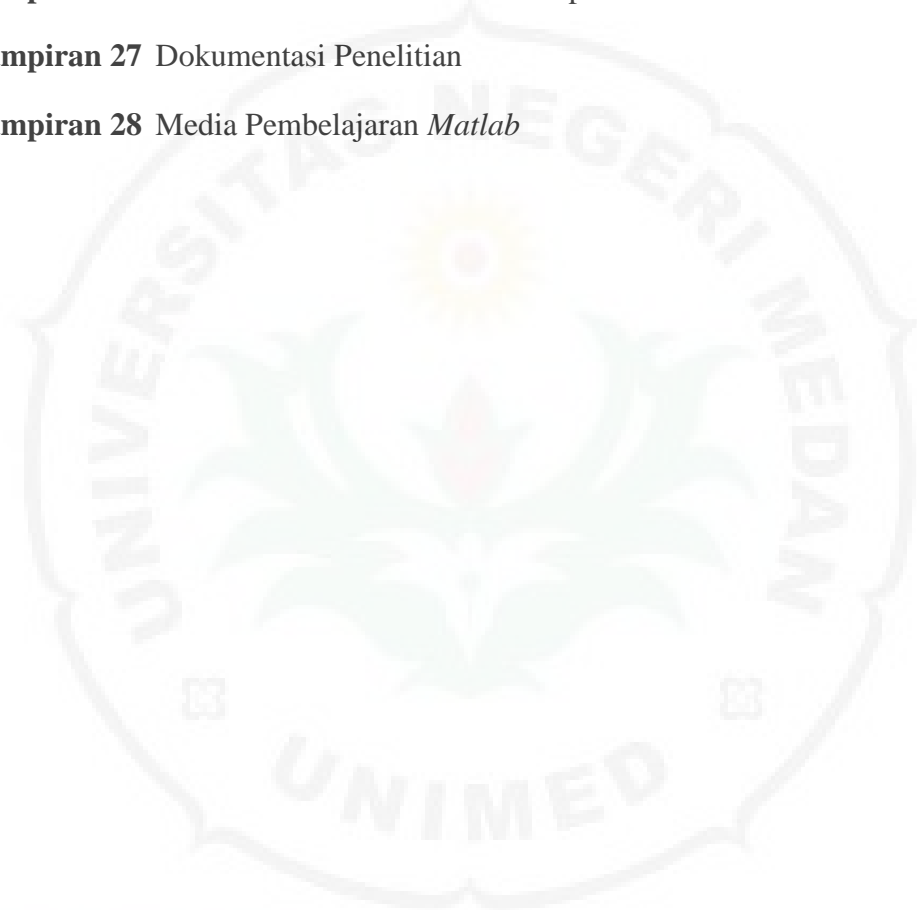 mpiran 27 Dokumentasi Penelitian
mpiran 28 Media Pembelajaran Matlab
UNIVERSITAS NEGERI MEDAN
UNIMED